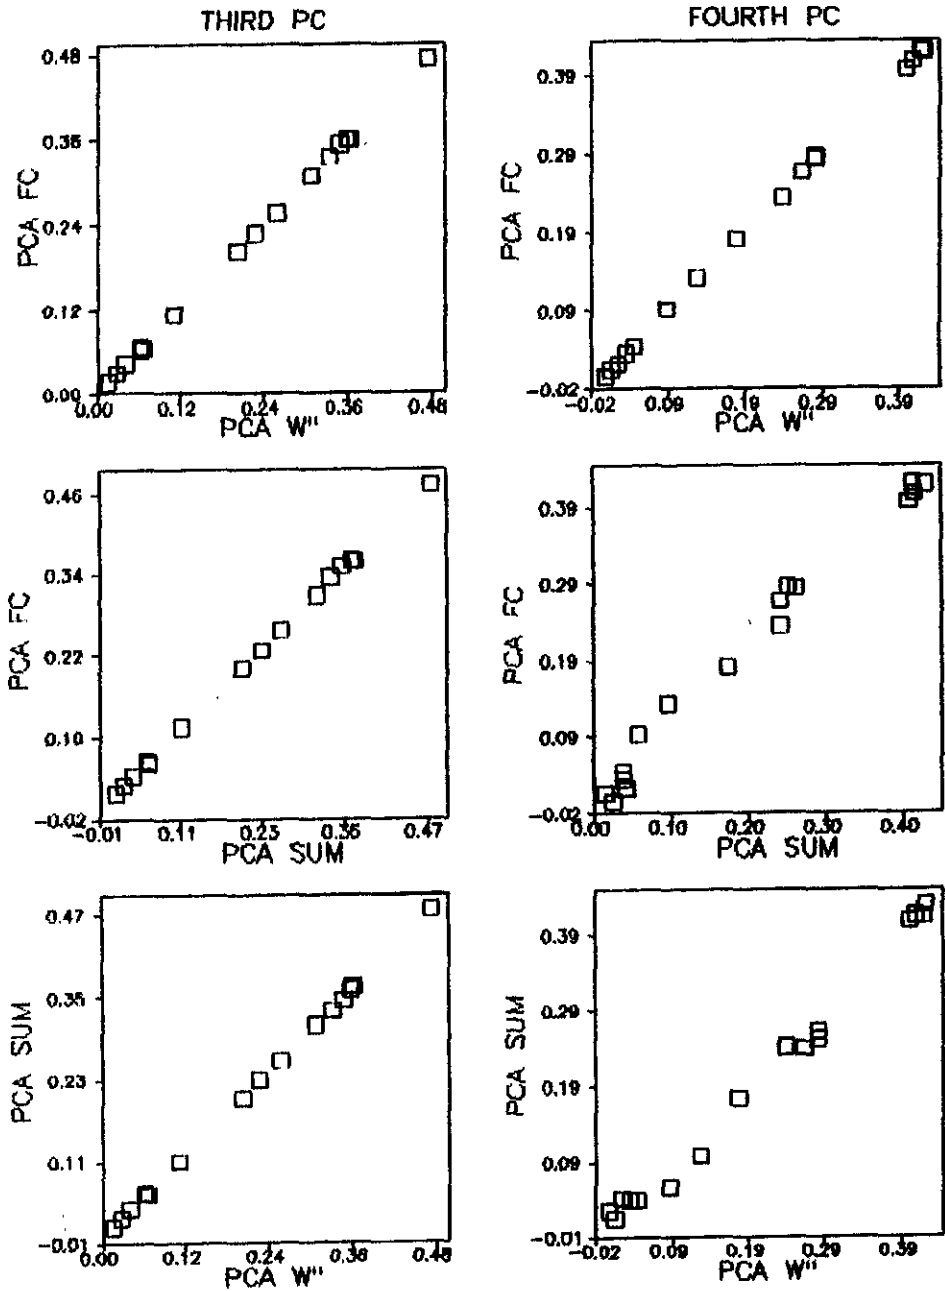 THIRD PC
FOURTH PC
0.48
0.36
0.24
0.12
0.00
PCA FC
0.00 0.12 0.24 0.36 0.48
PCA W"
0.39
0.29
0.19
0.09
−0.02
PCA FC
−0.02 0.09 0.19 0.29 0.39
PCA W"
0.46
0.34
0.22
0.10
−0.02
PCA FC
−0.01 0.11 0.23 0.35 0.47
PCA SUM
0.39
0.29
0.19
0.09
−0.02
PCA FC
0.00 0.10 0.20 0.30 0.40
PCA SUM
0.47
0.35
0.23
0.11
−0.01
PCA SUM
0.00 0.12 0.24 0.36 0.48
PCA W"
0.39
0.29
0.19
0.09
−0.01
PCA SUM
−0.02 0.09 0.19 0.29 0.39
PCA W"